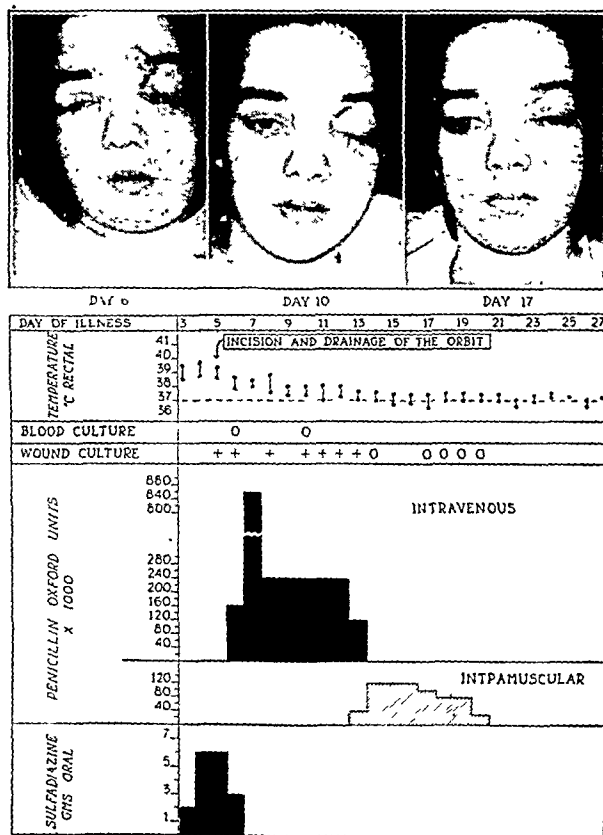 DAY 6 DAY 10 DAY 17
DAY OF ILLNESS 3 5 7 9 11 13 15 17 19 21 23 25 27
TEMPERATURE °C RECTAL
41
40
39
38
37
36
INCISION AND DRAINAGE OF THE ORBIT
BLOOD CULTURE O O
WOUND CULTURE + + + + + + + O O O O O
PENICILLIN OXFORD UNITS X 1000
880
840
800
280
240
200
160
120
80
40
INTRAVENOUS
120
80
40
INTPAMUSCULAR
SULFADIAZINE GMS ORAL
7
5
3
1